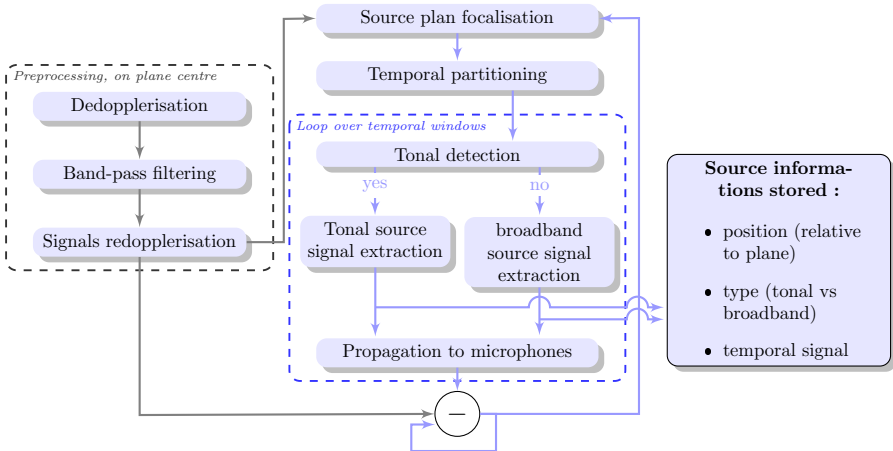 Source plan focalisation
Preprocessing, on plane centre
Dedopplerisation
Band-pass filtering
Signals redopplerisation
Temporal partitioning
Loop over temporal windows
Tonal detection
yes
no
Tonal source
signal extraction
broadband
source signal
extraction
Propagation to microphones
−
Source informa-
tions stored :
• position (relative
to plane)
• type (tonal vs
broadband)
• temporal signal